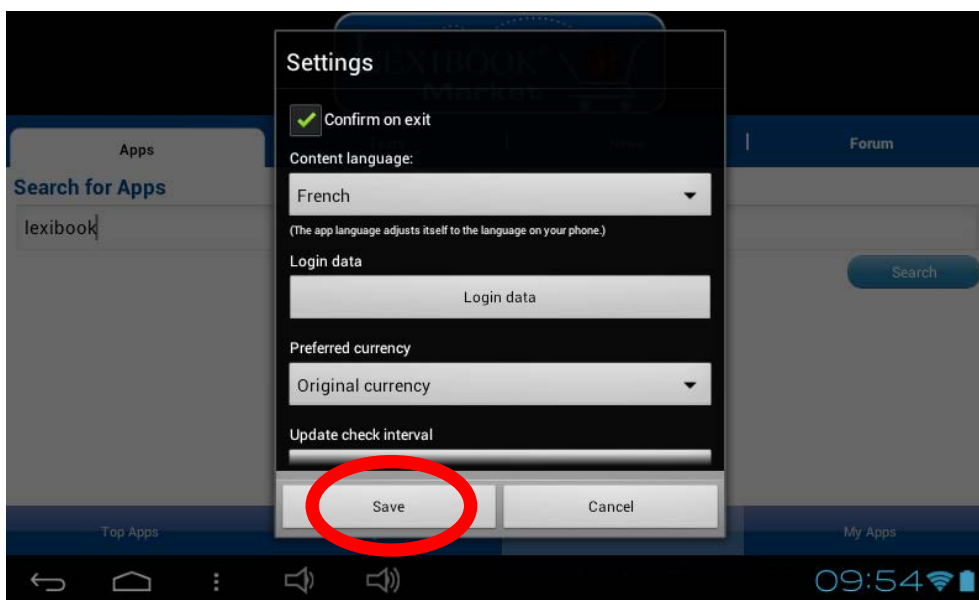 LEXIBOOK
Market
Settings
Confirm on exit
Apps
Forum
Content language:
Search for Apps
French
lexibook
(The app language adjusts itself to the language on your phone.)
Login data
Search
Login data
Preferred currency
Original currency
Update check interval
Save
Cancel
Top Apps
My Apps
09:54